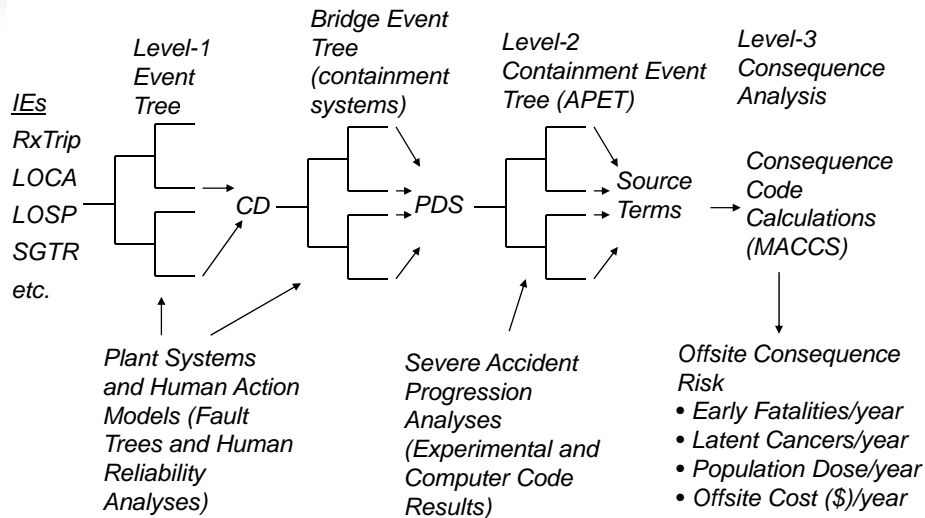 IEs
RxTrip
LOCA
LOSP
SGTR
etc.
Level-1
Event
Tree
Bridge Event
Tree
(containment
systems)
Level-2
Containment Event
Tree (APET)
Level-3
Consequence
Analysis
CD
PDS
Source
Terms
Consequence
Code
Calculations
(MACCS)
Plant Systems
and Human Action
Models (Fault
Trees and Human
Reliability
Analyses)
Severe Accident
Progression
Analyses
(Experimental and
Computer Code
Results)
Offsite Consequence
Risk
• Early Fatalities/year
• Latent Cancers/year
• Population Dose/year
• Offsite Cost ($)/year